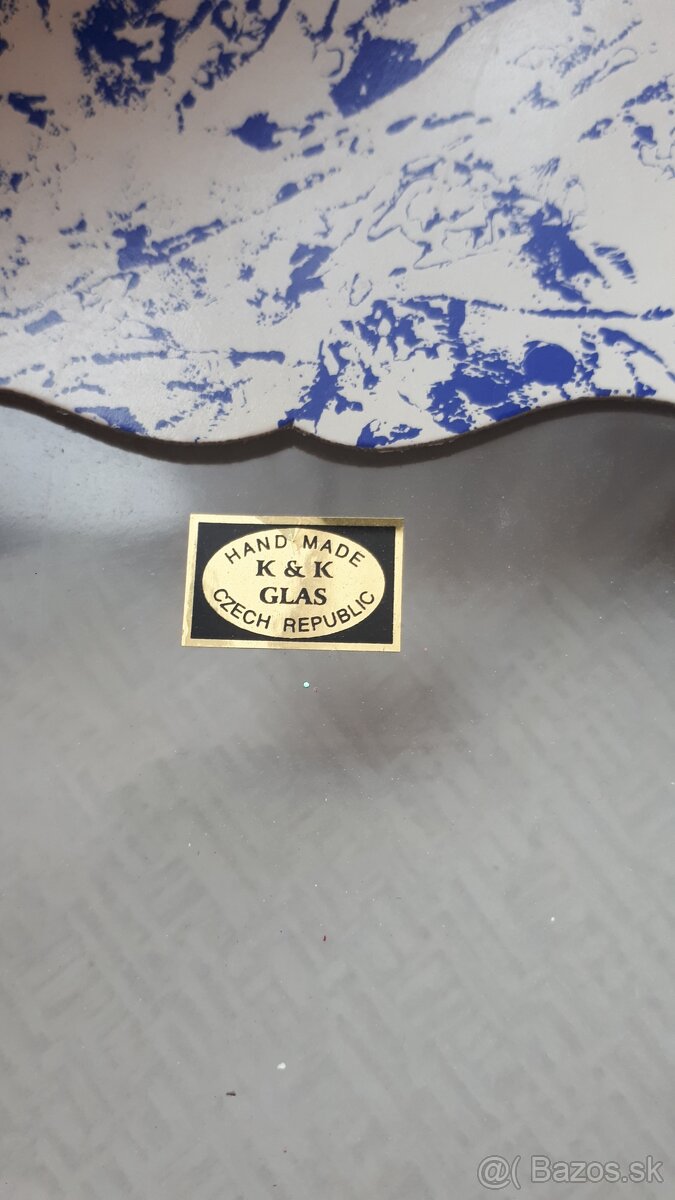 HAND MADE
K & K
GLAS
CZECH REPUBLIC
@( Bazos.sk